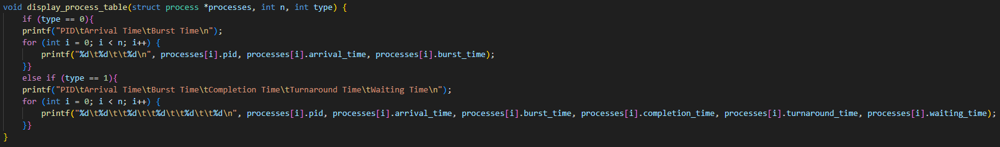 void display_process_table(struct process *processes, int n, int type) {
    if (type == 0){
    printf("PID\tArrival Time\tBurst Time\n");
    for (int i = 0; i < n; i++) {
        printf("%d\t%d\t\t%d\n", processes[i].pid, processes[i].arrival_time, processes[i].burst_time);
    }}
    else if (type == 1){
    printf("PID\tArrival Time\tBurst Time\tCompletion Time\tTurnaround Time\tWaiting Time\n");
    for (int i = 0; i < n; i++) {
        printf("%d\t%d\t\t%d\t\t%d\t\t%d\t\t%d\n", processes[i].pid, processes[i].arrival_time, processes[i].burst_time, processes[i].completion_time, processes[i].turnaround_time, processes[i].waiting_time);
    }}
}